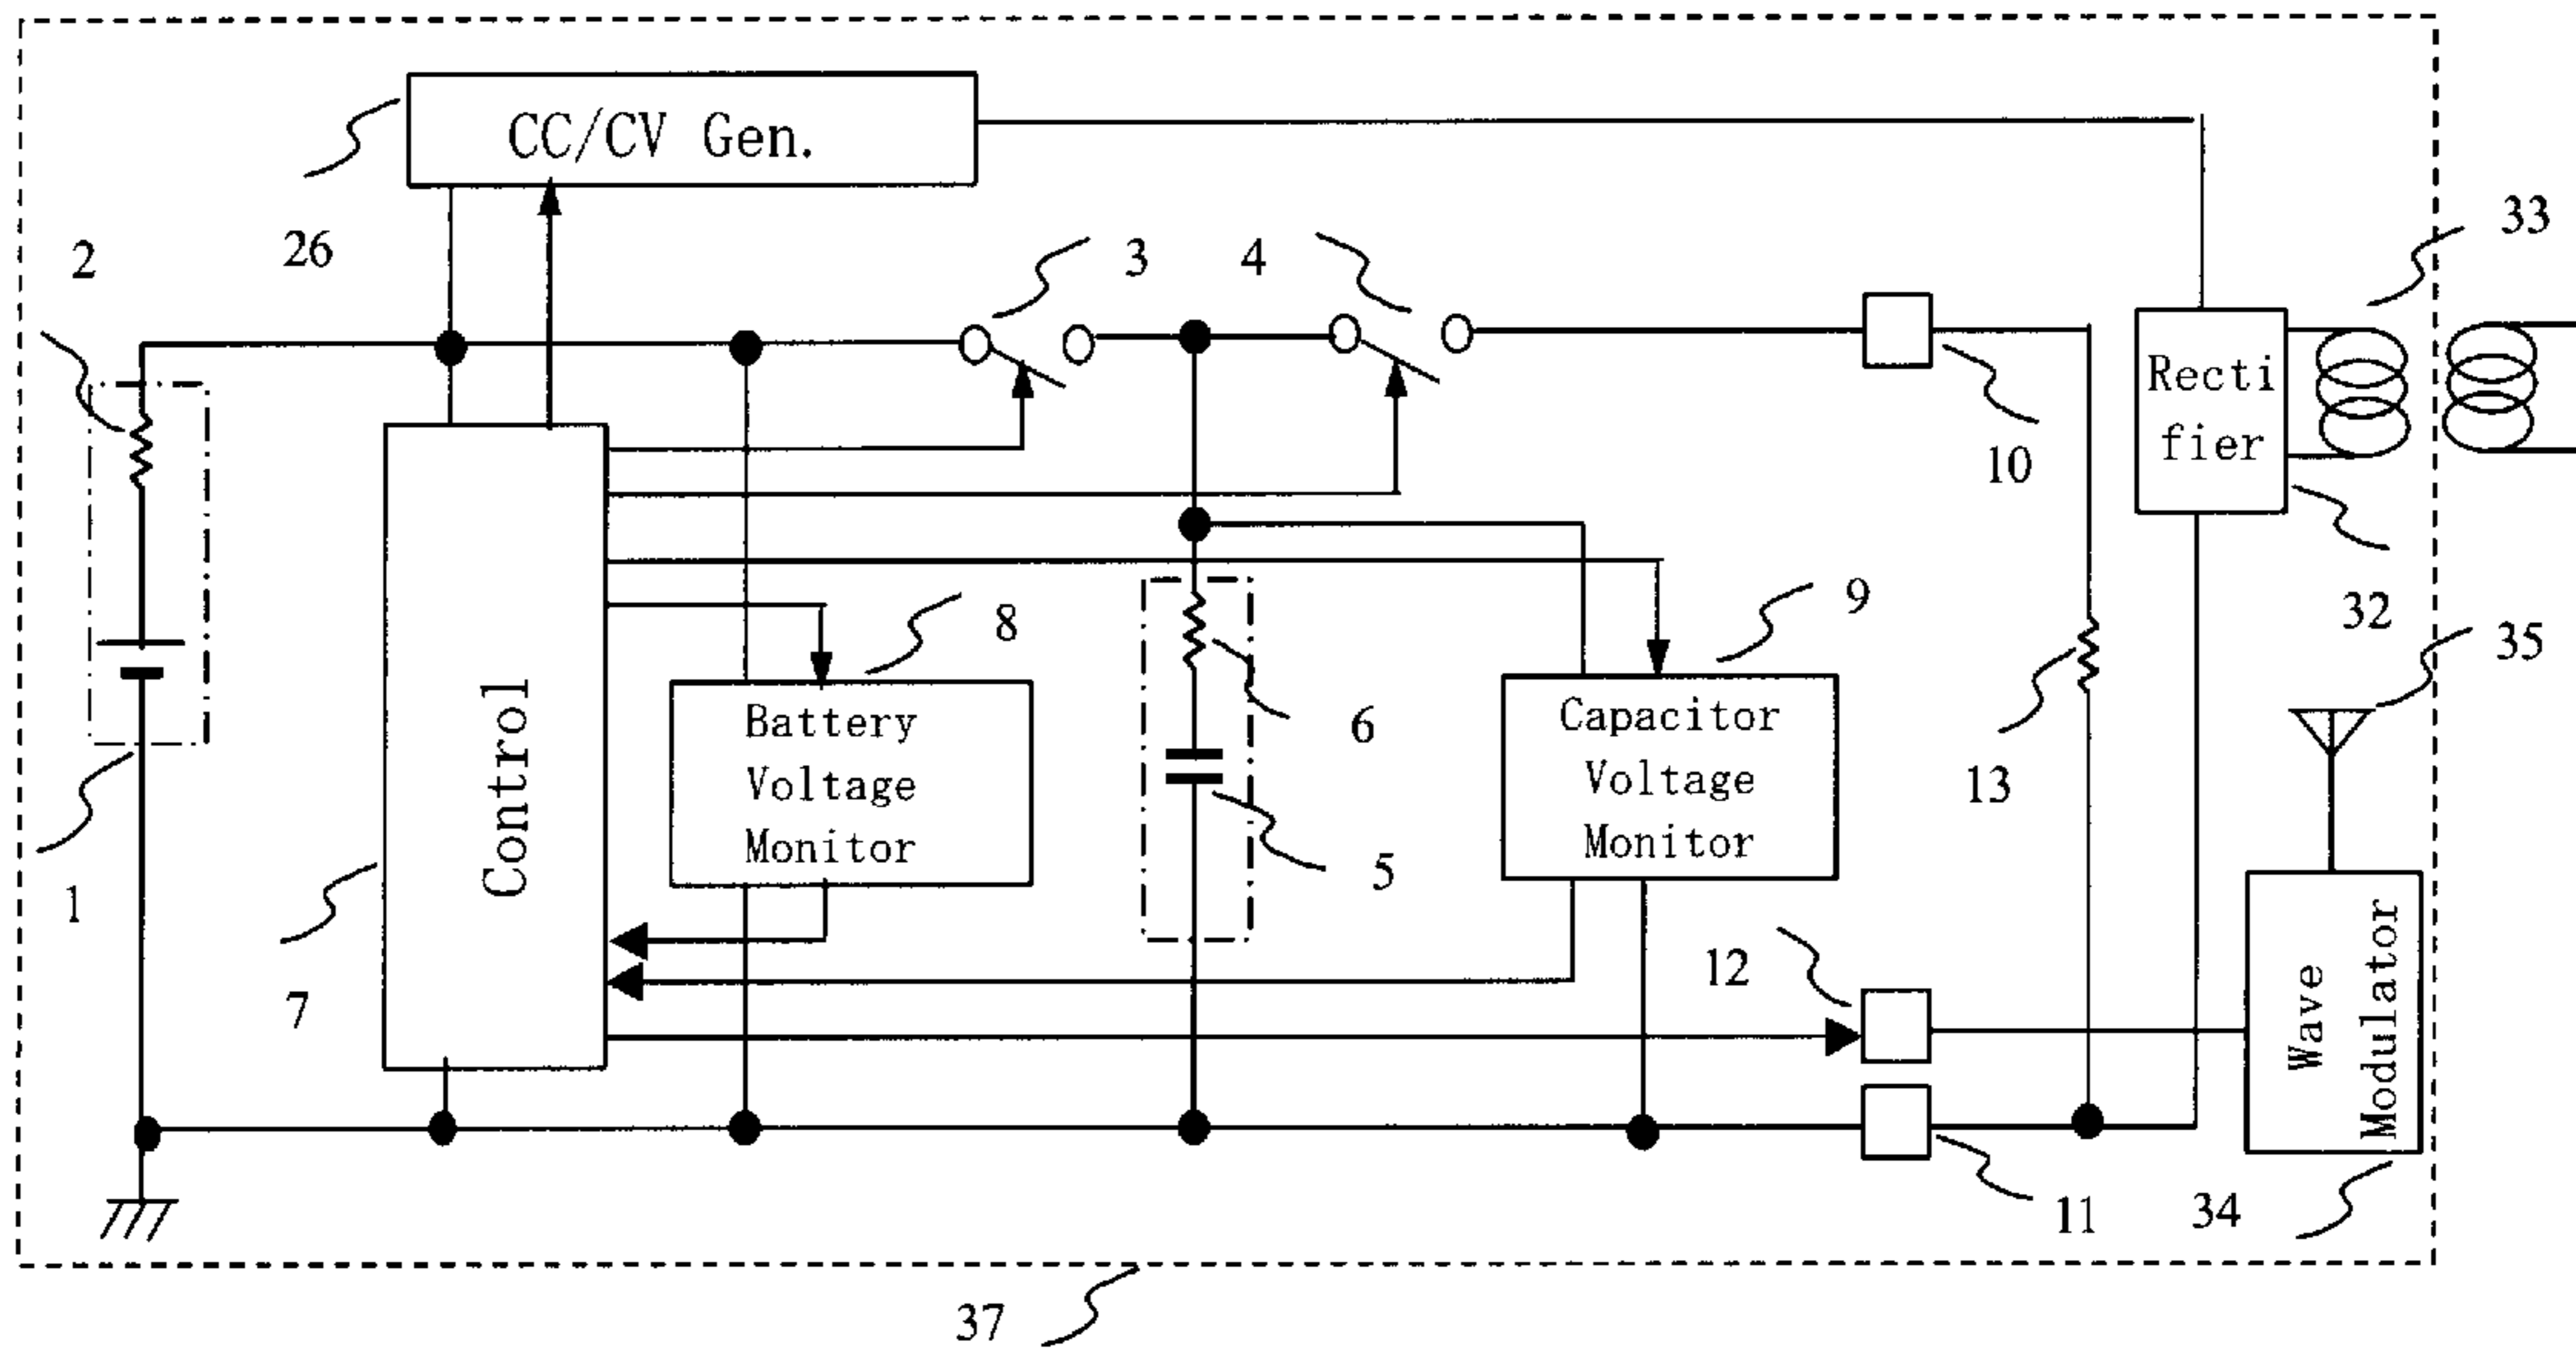 CC/CV Gen.
33
2
26
3
4
Recti
fier
10
32
8
9
35
Battery
Voltage
Monitor
6
Capacitor
Voltage
Monitor
13
Control
5
1
12
Wave
Modulator
7
11
34
37